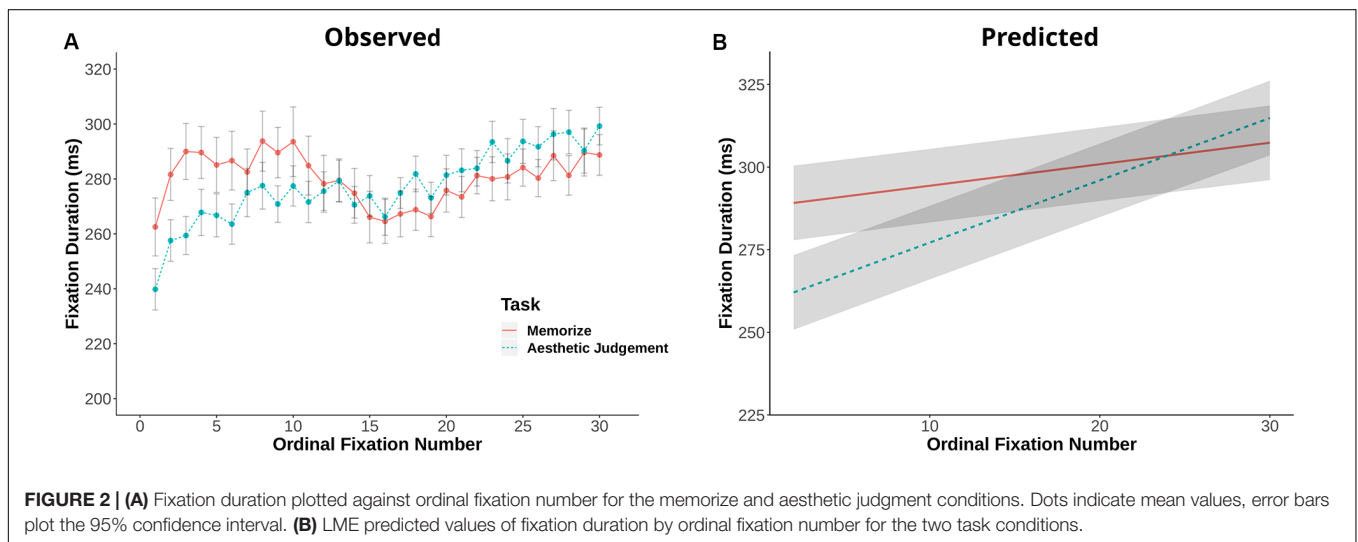 A
Observed
320
300
280
260
240
220
200
0
5
10
15
20
25
30
Fixation Duration (ms)
Ordinal Fixation Number
Task
Memorize
Aesthetic Judgement
B
Predicted
325
300
275
250
225
10
20
30
Fixation Duration (ms)
Ordinal Fixation Number
FIGURE 2 | (A) Fixation duration plotted against ordinal fixation number for the memorize and aesthetic judgment conditions. Dots indicate mean values, error bars
plot the 95% confidence interval. (B) LME predicted values of fixation duration by ordinal fixation number for the two task conditions.